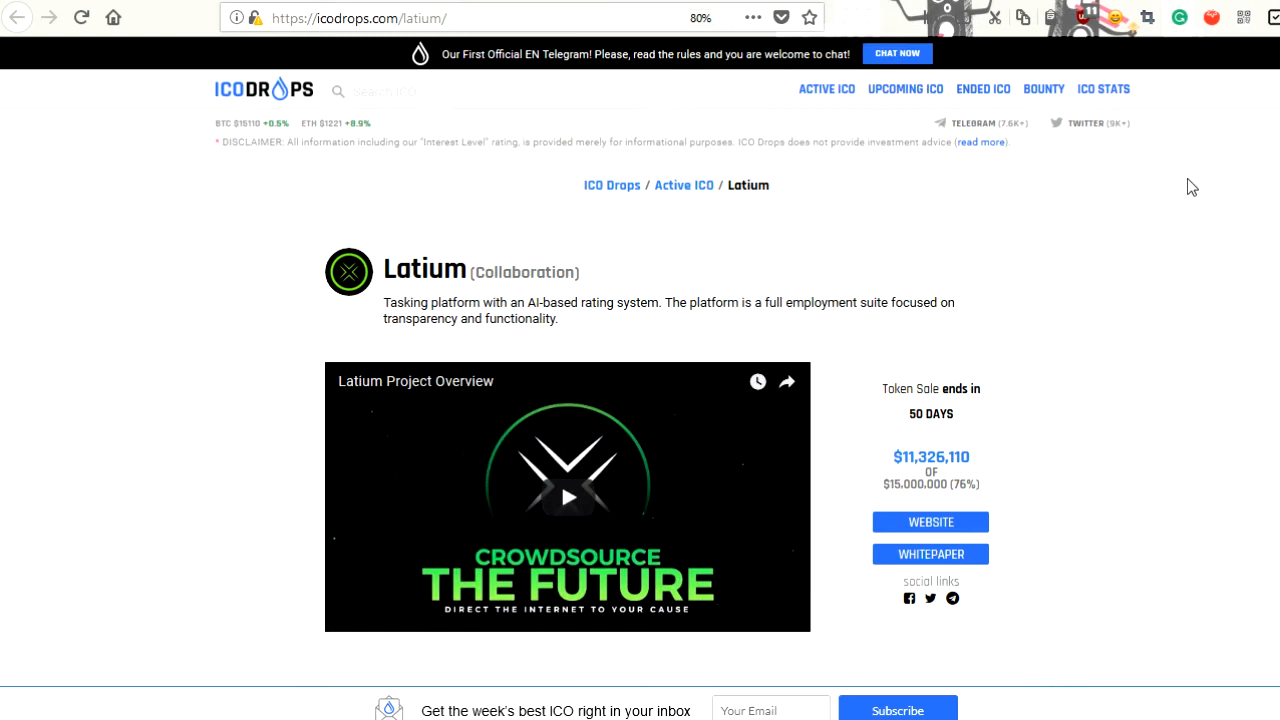 https://icodrops.com/latium/
80%
Our First Official EN Telegram! Please, read the rules and you are welcome to chat!
CHAT NOW
ICODROPS
Search ICO
ACTIVE ICO
UPCOMING ICO
ENDED ICO
BOUNTY
ICO STATS
BTC $15110 +0.5% ETH $1221 +8.9%
TELEGRAM (7.6K+)
TWITTER (9K+)
* DISCLAIMER: All information including our "Interest Level" rating, is provided merely for informational purposes. ICO Drops does not provide investment advice (read more).
ICO Drops / Active ICO / Latium
Latium (Collaboration)
Tasking platform with an AI-based rating system. The platform is a full employment suite focused on
transparency and functionality.
Latium Project Overview
CROWDSOURCE
THE FUTURE
DIRECT THE INTERNET TO YOUR CAUSE
Token Sale ends in
50 DAYS
$11,326,110
OF
$15,000,000 (76%)
WEBSITE
WHITEPAPER
social links
Get the week's best ICO right in your inbox
Your Email
Subscribe